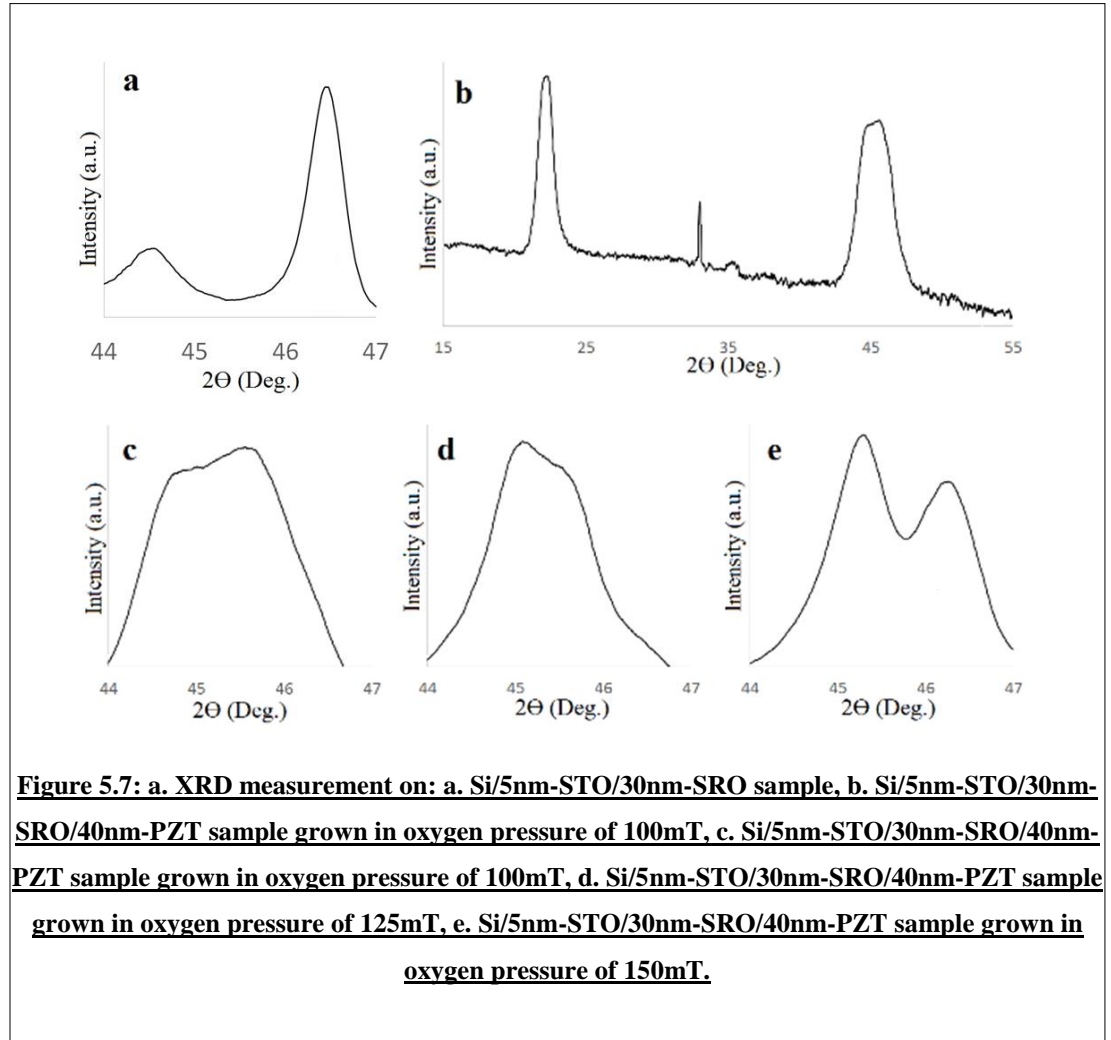 a
Intensity (a.u.)
44 45 46 47
2Θ (Deg.)
b
Intensity (a.u.)
15 25 35 45 55
2Θ (Deg.)
c
Intensity (a.u.)
44 45 46 47
2Θ (Deg.)
d
Intensity (a.u.)
44 45 46 47
2Θ (Deg.)
e
Intensity (a.u.)
44 45 46 47
2Θ (Deg.)
Figure 5.7: a. XRD measurement on: a. Si/5nm-STO/30nm-SRO sample, b. Si/5nm-STO/30nm-
SRO/40nm-PZT sample grown in oxygen pressure of 100mT, c. Si/5nm-STO/30nm-SRO/40nm-
PZT sample grown in oxygen pressure of 100mT, d. Si/5nm-STO/30nm-SRO/40nm-PZT sample
grown in oxygen pressure of 125mT, e. Si/5nm-STO/30nm-SRO/40nm-PZT sample grown in
oxygen pressure of 150mT.